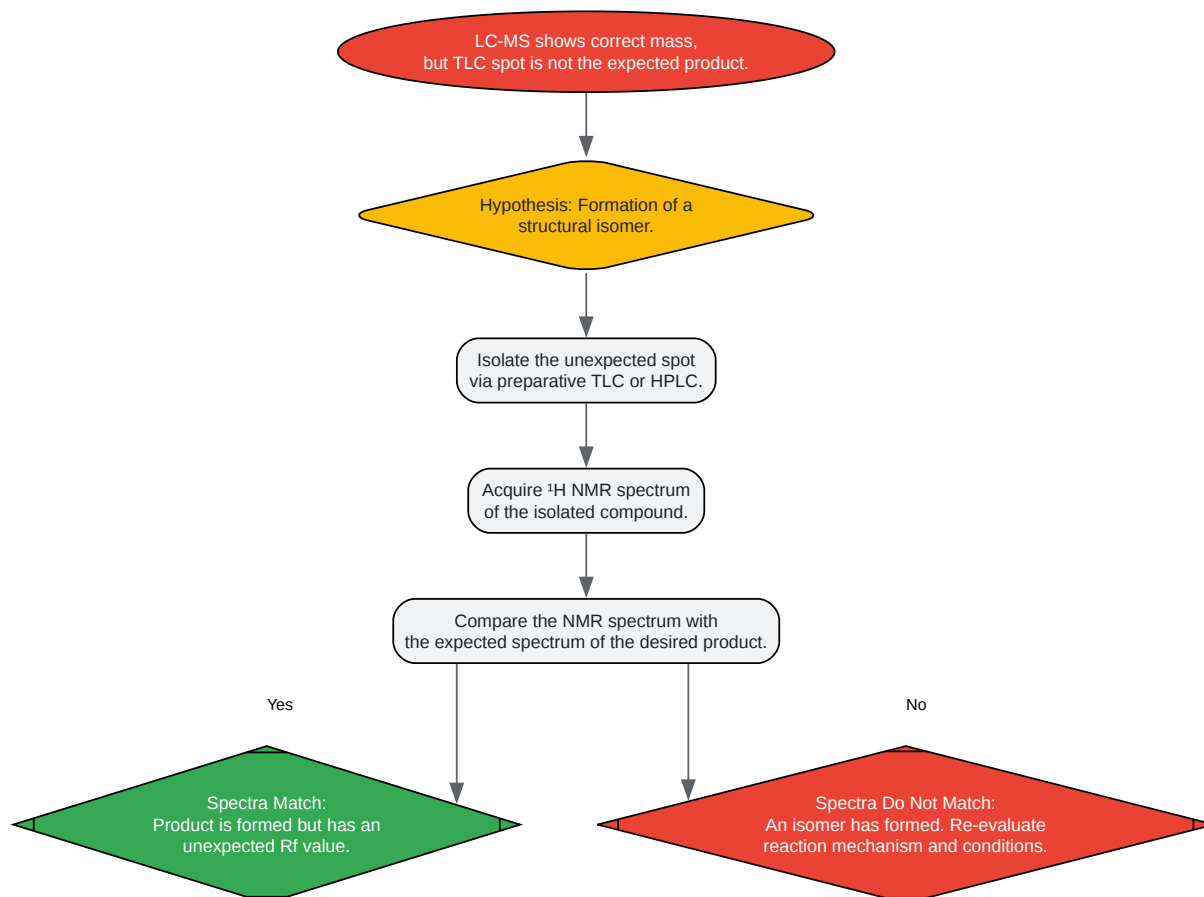 LC-MS shows correct mass,
but TLC spot is not the expected product.
Hypothesis: Formation of a
structural isomer.
Isolate the unexpected spot
via preparative TLC or HPLC.
Acquire ¹H NMR spectrum
of the isolated compound.
Compare the NMR spectrum with
the expected spectrum of the desired product.
Yes
No
Spectra Match:
Product is formed but has an
unexpected Rf value.
Spectra Do Not Match:
An isomer has formed. Re-evaluate
reaction mechanism and conditions.